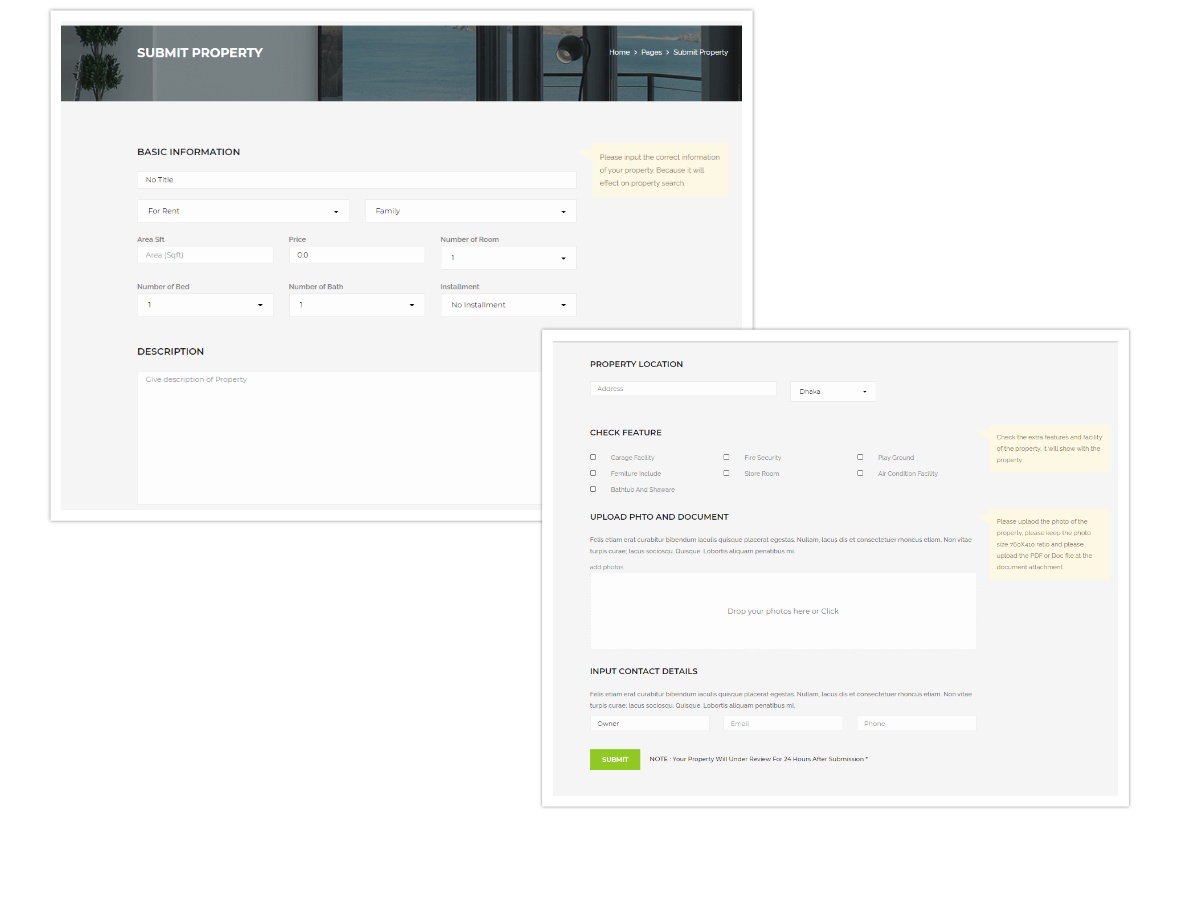 SUBMIT PROPERTY
Home > Pages > Submit Property
BASIC INFORMATION
Please input the correct information
of your property. Because it will
effect on property search.
No Title
For Rent
Family
Area Sft
Price
Number of Room
Area (Sqft)
0.0
1
Number of Bed
Number of Bath
Installment
1
1
No Installment
DESCRIPTION
Give description of Property
PROPERTY LOCATION
Address
Dhaka
CHECK FEATURE
Check the extra features and facility
of the property, it will show with the
property.
Garage Facility
Fire Security
Play Ground
Ferniture Include
Store Room
Air Condition Facility
Bathtub And Shaware
UPLOAD PHTO AND DOCUMENT
Please uplaod the photo of the
property, please keep the photo
size 760X410 ratio and please
upload the PDF or Doc file at the
document attachment.
Felis etiam erat curabitur bibendum iaculis quisque placerat egestas. Nullam, lacus dis et consectetuer rhoncus etiam. Non vitae
turpis curae; lacus sociosqu. Quisque. Lobortis aliquam penatibus mi.
add photos
Drop your photos here or Click
INPUT CONTACT DETAILS
Felis etiam erat curabitur bibendum iaculis quisque placerat egestas. Nullam, lacus dis et consectetuer rhoncus etiam. Non vitae
turpis curae; lacus sociosqu. Quisque. Lobortis aliquam penatibus mi.
Owner
Email
Phone
SUBMIT
NOTE : Your Property Will Under Review For 24 Hours After Submission *